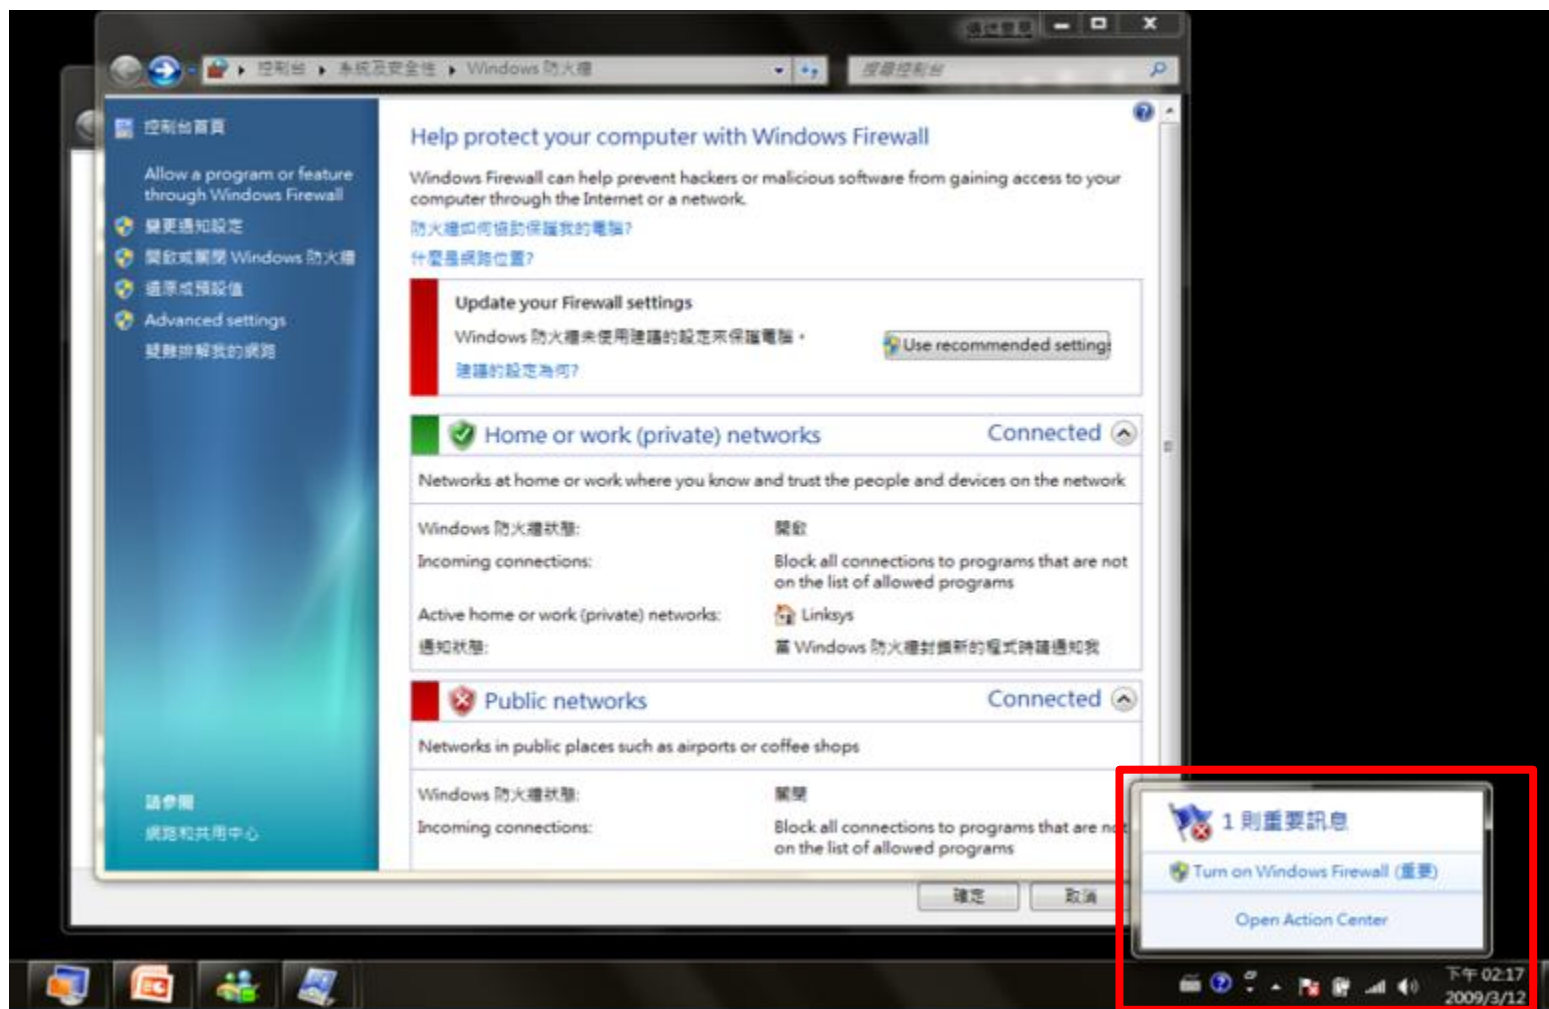 傳送意見
控制台 ▸ 系統及安全性 ▸ Windows 防火牆
搜尋控制台
控制台首頁
Allow a program or feature
through Windows Firewall
變更通知設定
開啟或關閉 Windows 防火牆
還原成預設值
Advanced settings
疑難排解我的網路
請參閱
網路和共用中心
Help protect your computer with Windows Firewall
Windows Firewall can help prevent hackers or malicious software from gaining access to your
computer through the Internet or a network.
防火牆如何協助保護我的電腦?
什麼是網路位置?
Update your Firewall settings
Windows 防火牆未使用建議的設定來保護電腦。
Use recommended settings
建議的設定為何?
Home or work (private) networks
Connected
Networks at home or work where you know and trust the people and devices on the network
Windows 防火牆狀態:
開啟
Incoming connections:
Block all connections to programs that are not
on the list of allowed programs
Active home or work (private) networks:
Linksys
通知狀態:
當 Windows 防火牆封鎖新的程式時請通知我
Public networks
Connected
Networks in public places such as airports or coffee shops
Windows 防火牆狀態:
關閉
Incoming connections:
Block all connections to programs that are not
on the list of allowed programs
確定
取消
1 則重要訊息
Turn on Windows Firewall (重要)
Open Action Center
下午 02:17
2009/3/12